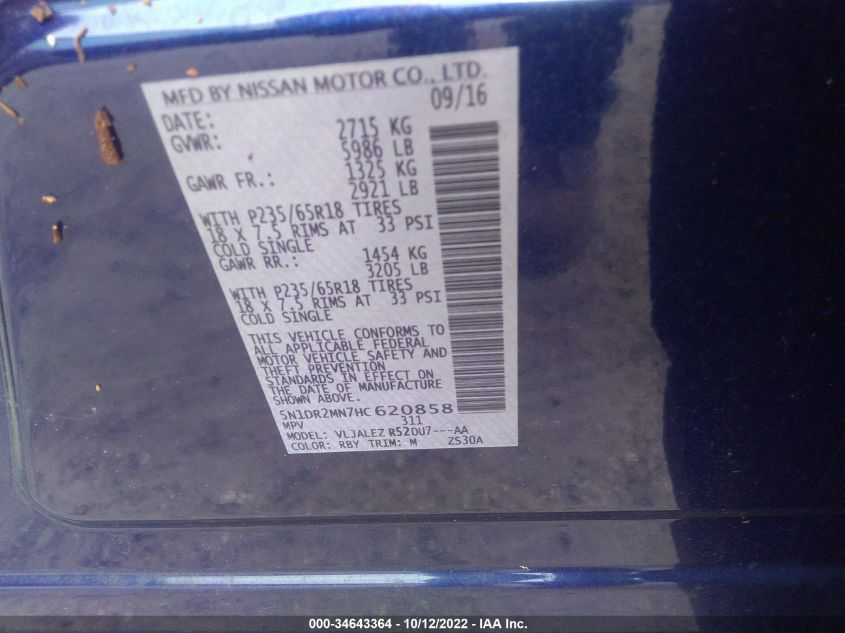 MFD BY NISSAN MOTOR CO., LTD.
DATE: 09/16
GVWR: 2715 KG
5986 LB
GAWR FR.: 1325 KG
2921 LB
WITH P235/65R18 TIRES
18 X 7.5 RIMS AT 33 PSI
COLD SINGLE
GAWR RR.: 1454 KG
3205 LB
WITH P235/65R18 TIRES
18 X 7.5 RIMS AT 33 PSI
COLD SINGLE
THIS VEHICLE CONFORMS TO
ALL APPLICABLE FEDERAL
MOTOR VEHICLE SAFETY AND
THEFT PREVENTION
STANDARDS IN EFFECT ON
THE DATE OF MANUFACTURE
SHOWN ABOVE.
5N1DR2MN7HC620858
MPV 311
MODEL: VLJALEZ R52DU7---AA
COLOR: RBY TRIM: M ZS30A
000-34643364 - 10/12/2022 - IAA Inc.